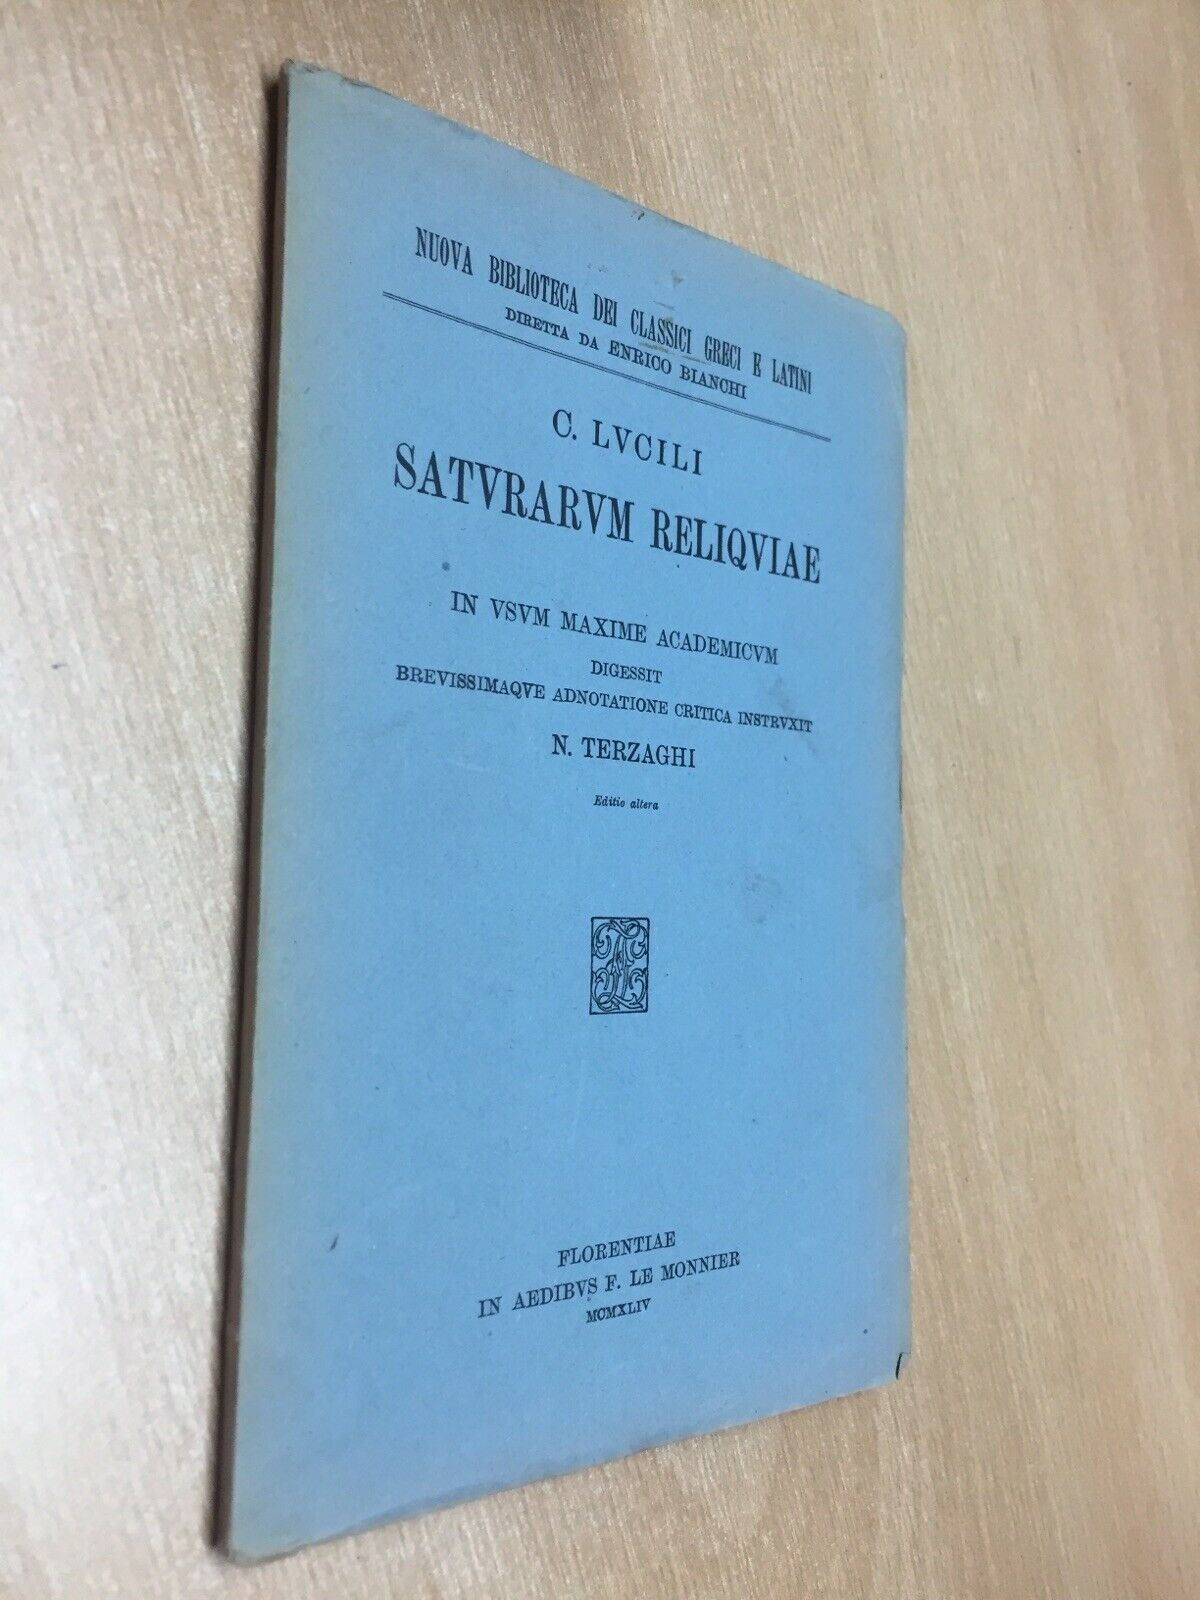 NUOVA BIBLIOTECA DEI CLASSICI GRECI E LATINI
DIRETTA DA ENRICO BIANCHI
C. LVCILI
SATVRARVM RELIQVIAE
IN VSVM MAXIME ACADEMICVM
DIGESSIT
BREVISSIMAQVE ADNOTATIONE CRITICA INSTRVXIT
N. TERZAGHI
Editio altera
FLORENTIAE
IN AEDIBVS F. LE MONNIER
MCMXLIV